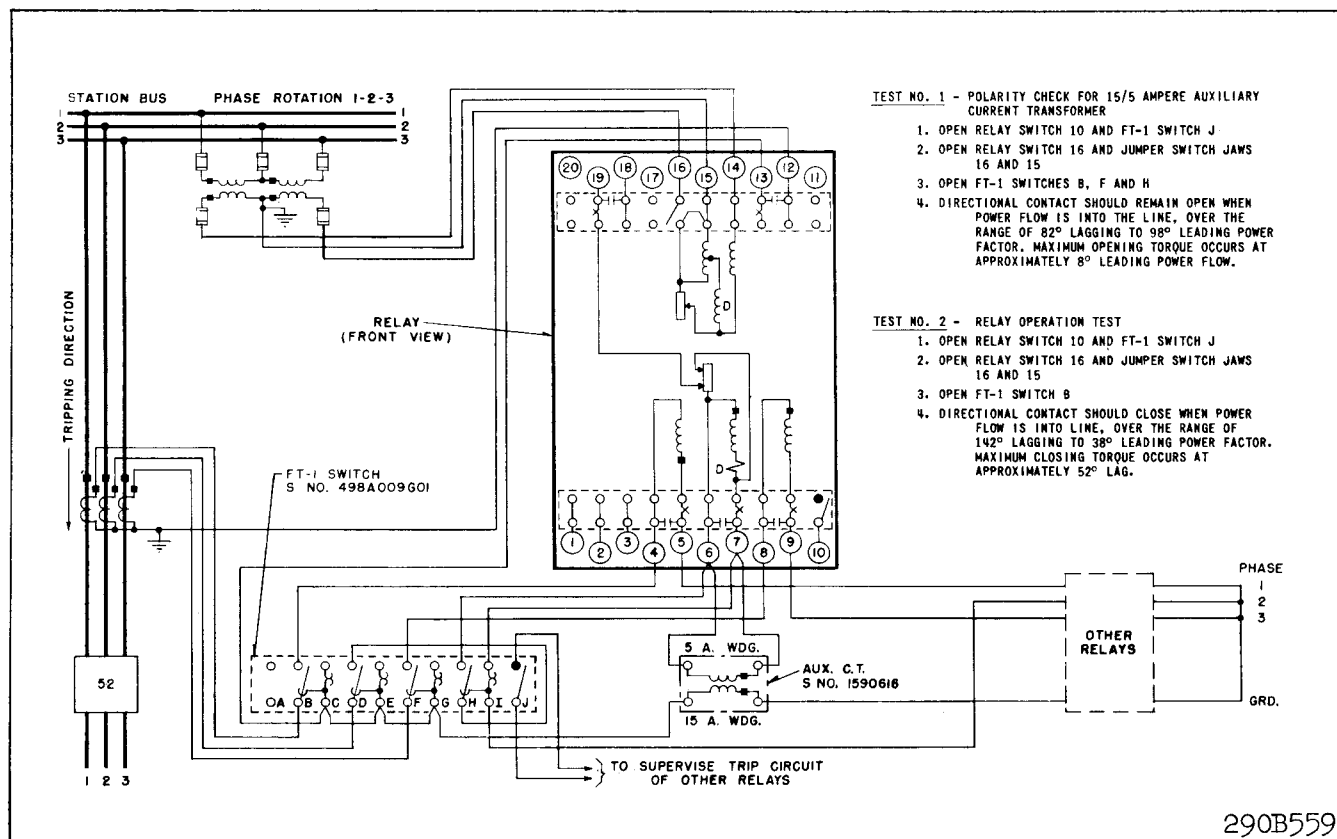 STATION BUS PHASE ROTATION 1-2-3
1 1
2 2
3 3
TEST NO. 1 - POLARITY CHECK FOR 15/5 AMPERE AUXILIARY
CURRENT TRANSFORMER
1. OPEN RELAY SWITCH 10 AND FT-1 SWITCH J
2. OPEN RELAY SWITCH 16 AND JUMPER SWITCH JAWS
16 AND 15
3. OPEN FT-1 SWITCHES B, F AND H
4. DIRECTIONAL CONTACT SHOULD REMAIN OPEN WHEN
POWER FLOW IS INTO THE LINE, OVER THE
RANGE OF 82° LAGGING TO 98° LEADING POWER
FACTOR. MAXIMUM OPENING TORQUE OCCURS AT
APPROXIMATELY 8° LEADING POWER FLOW.
TEST NO. 2 - RELAY OPERATION TEST
1. OPEN RELAY SWITCH 10 AND FT-1 SWITCH J
2. OPEN RELAY SWITCH 16 AND JUMPER SWITCH JAWS
16 AND 15
3. OPEN FT-1 SWITCH B
4. DIRECTIONAL CONTACT SHOULD CLOSE WHEN POWER
FLOW IS INTO LINE, OVER THE RANGE OF
142° LAGGING TO 38° LEADING POWER FACTOR.
MAXIMUM CLOSING TORQUE OCCURS AT
APPROXIMATELY 52° LAG.
20 19 18 17 16 15 14 13 12 11
D
RELAY
(FRONT VIEW)
TRIPPING DIRECTION
D
FT-1 SWITCH
S NO. 498A009G01
1 2 3 4 5 6 7 8 9 10
PHASE
1
2
3
OTHER
RELAYS
GRD.
52
A B C D E F G H I J
5 A. WDG.
AUX. C.T.
S NO. 1590616
15 A. WDG.
TO SUPERVISE TRIP CIRCUIT
OF OTHER RELAYS
1 2 3
290B559